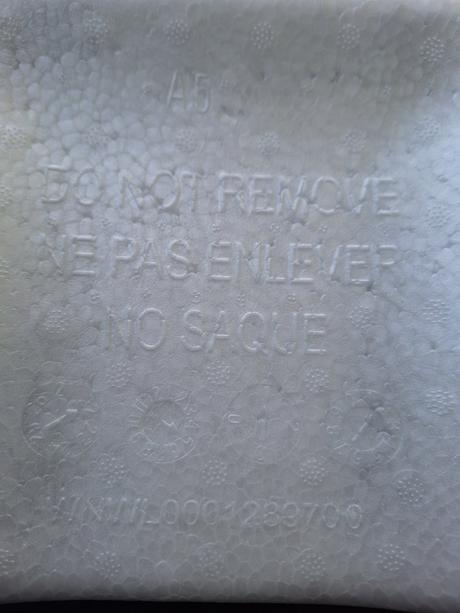 A5
DO NOT REMOVE
NE PAS ENLEVER
NO SAQUE